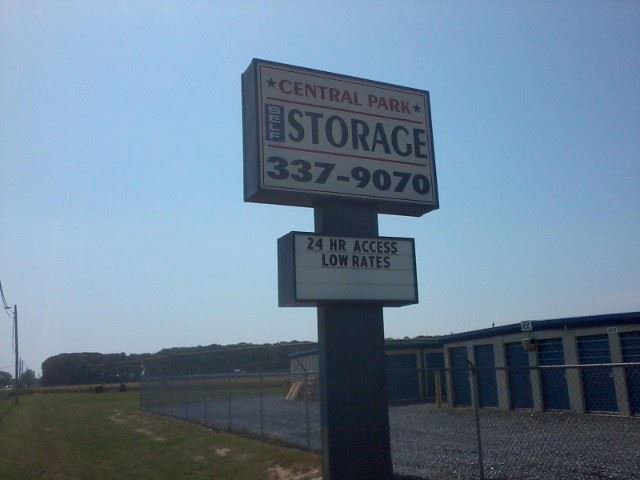 CENTRAL PARK
SELF STORAGE
337-9070
24 HR ACCESS
LOW RATES